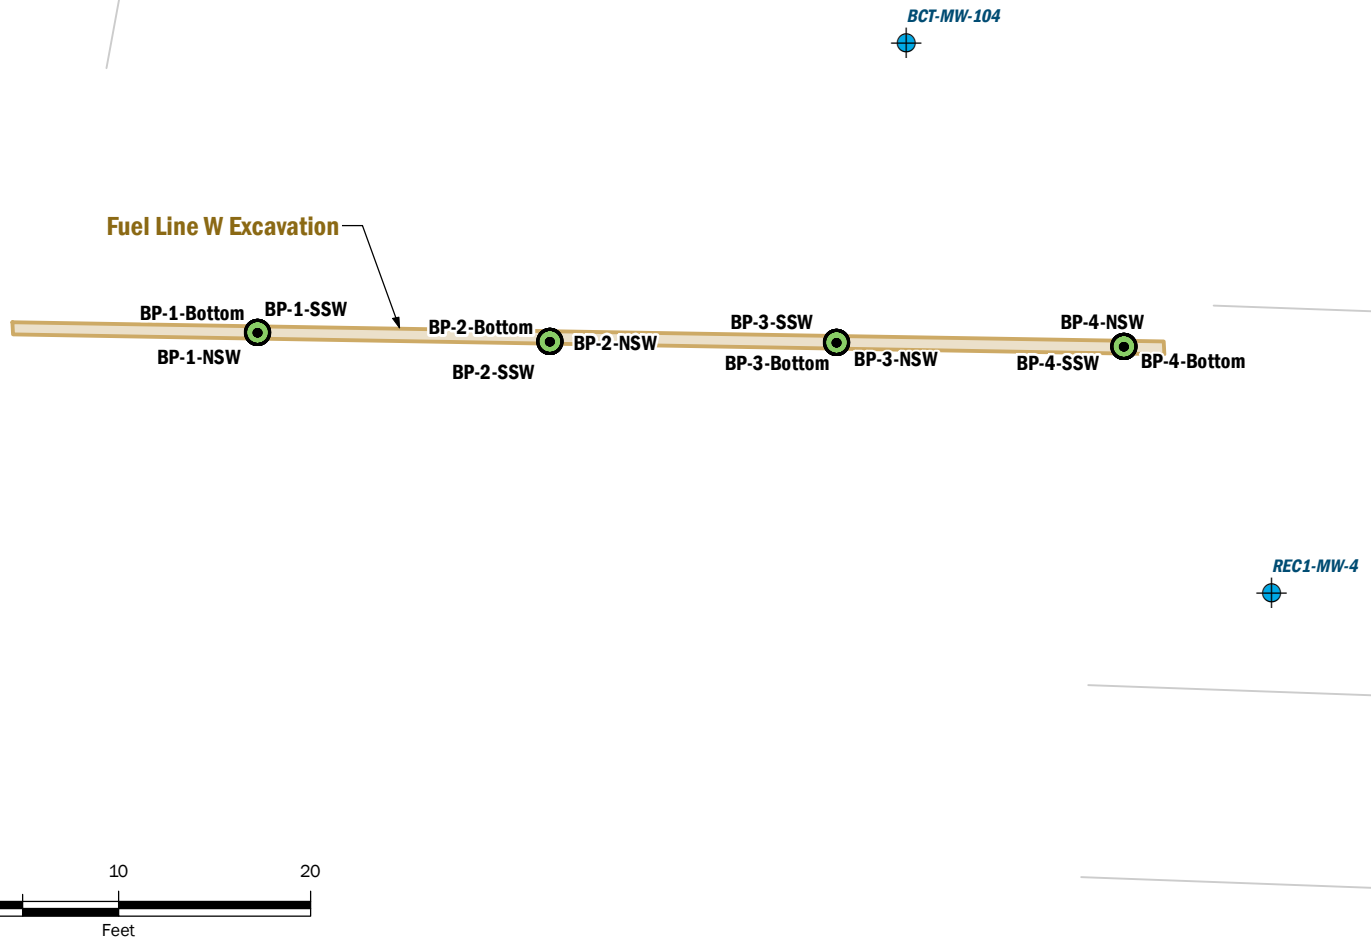 BCT-MW-104
Fuel Line W Excavation
BP-1-Bottom
BP-1-SSW
BP-1-NSW
BP-2-Bottom
BP-2-NSW
BP-2-SSW
BP-3-SSW
BP-3-Bottom
BP-3-NSW
BP-4-NSW
BP-4-SSW
BP-4-Bottom
REC1-MW-4
10
20
Feet